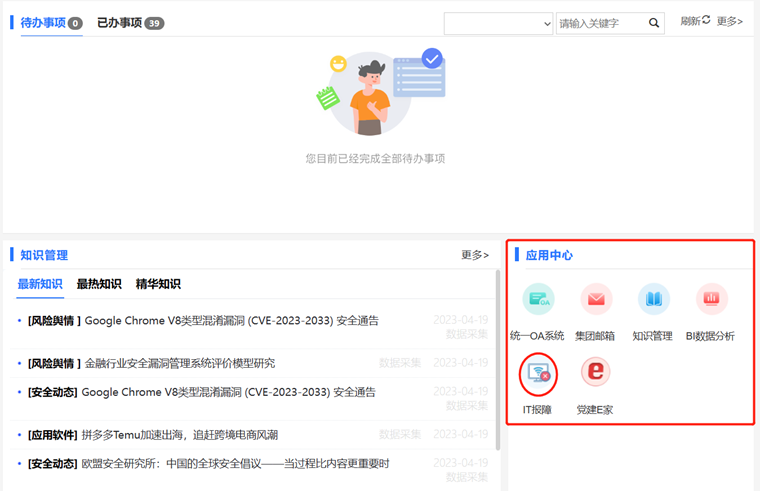 待办事项 0 已办事项 39 请输入关键字 刷新 更多>
您目前已经完成全部待办事项
知识管理 更多>
最新知识 最热知识 精华知识
[风险舆情 ] Google Chrome V8类型混淆漏洞 (CVE-2023-2033) 安全通告 2023-04-19
数据采集
[风险舆情 ] 金融行业安全漏洞管理系统评价模型研究 数据采集 2023-04-19
[安全动态] Google Chrome V8类型混淆漏洞 (CVE-2023-2033) 安全通告 2023-04-19
数据采集
[应用软件] 拼多多Temu加速出海，追赶跨境电商风潮 数据采集 2023-04-19
[安全动态] 欧盟安全研究所：中国的全球安全倡议——当过程比内容更重要时 2023-04-19
数据采集
应用中心
OA
统一OA系统 集团邮箱 知识管理 BI数据分析
e
IT报障 党建E家